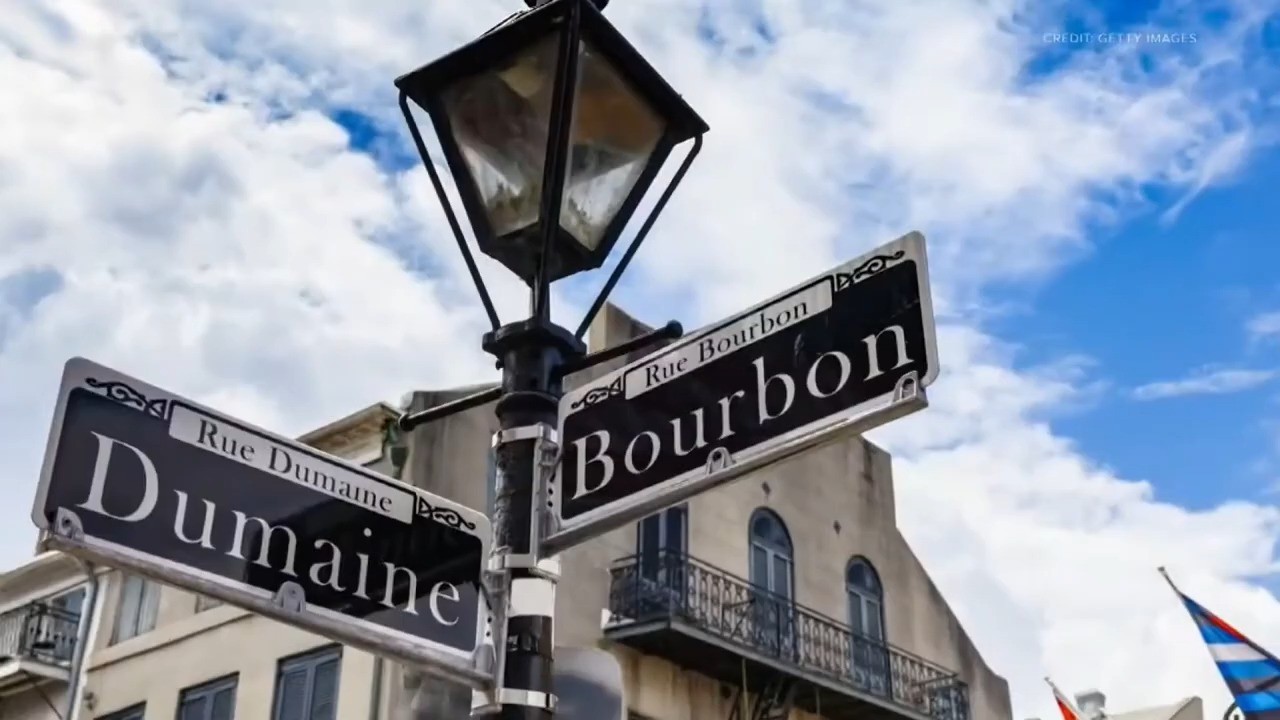 CREDIT: GETTY IMAGES
Rue Bourbon
Bourbon
Rue Dumaine
Dumaine